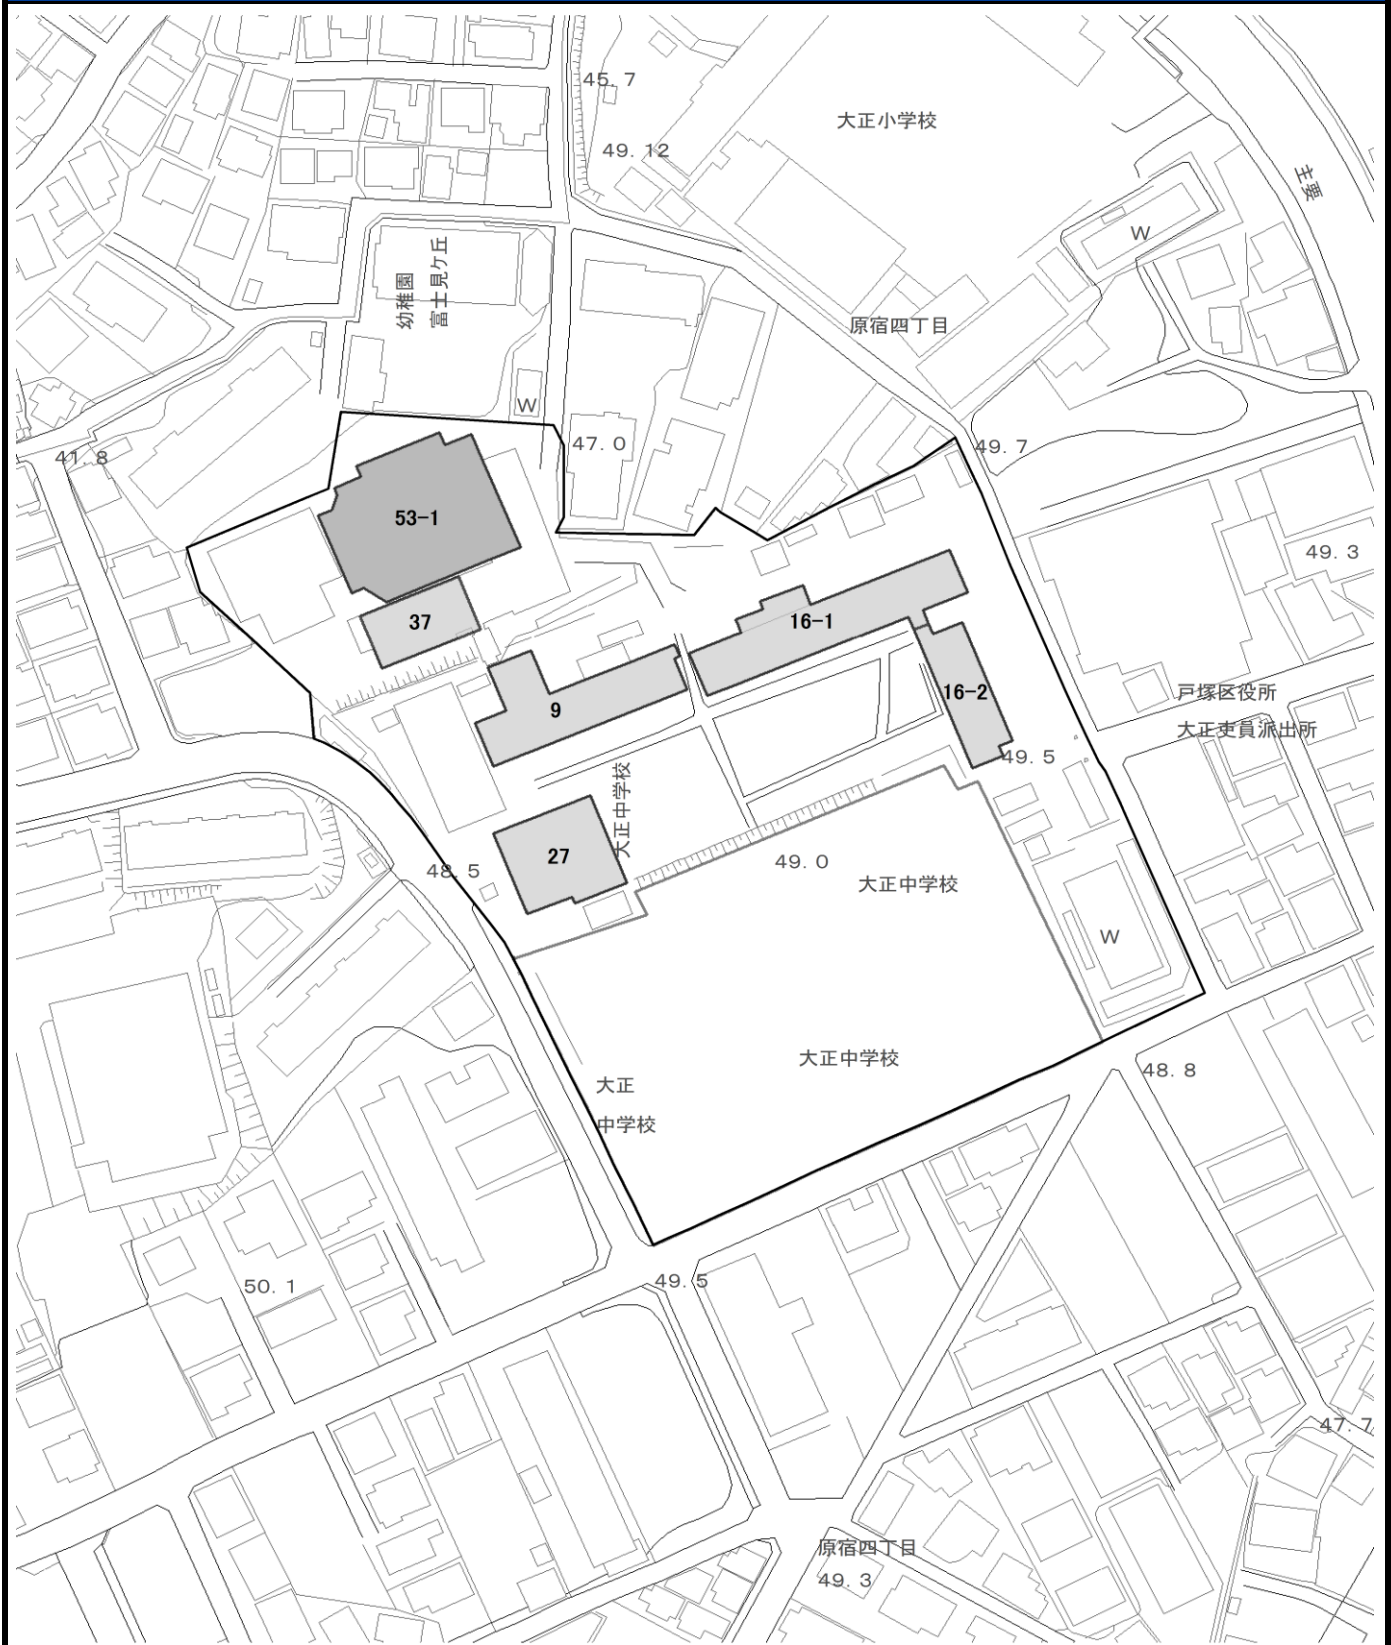 45.7
大正小学校
49.12
主要
W
幼稚園
富士見ケ丘
原宿四丁目
W
47.0
49.7
41.8
53-1
49.3
37
16-1
16-2
戸塚区役所
9
大正吏員派出所
49.5
大正中学校
27
49.0
48.5
大正中学校
W
大正中学校
48.8
大正
中学校
49.5
50.1
47.7
原宿四丁目
49.3